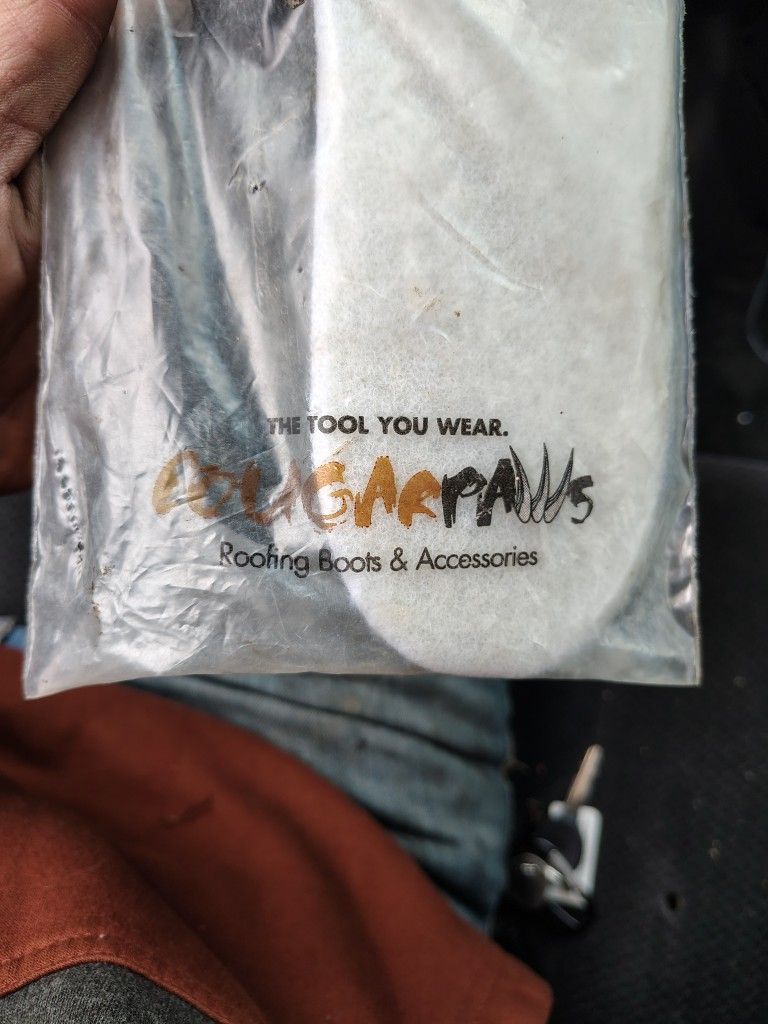 THE TOOL YOU WEAR.
COUGARPAWS
Roofing Boots & Accessories